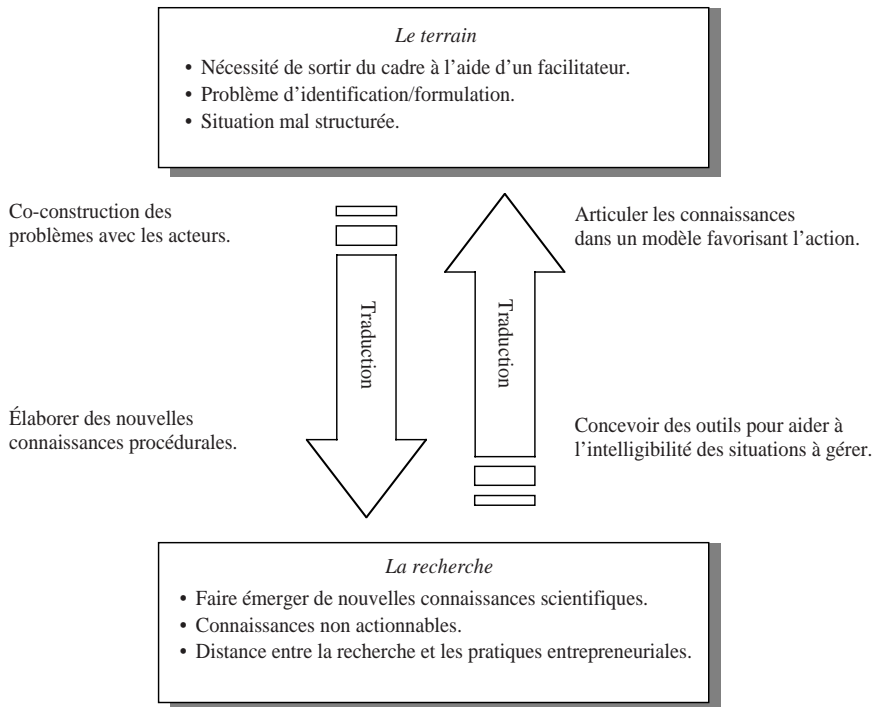 Le terrain
• Nécessité de sortir du cadre à l’aide d’un facilitateur.
• Problème d’identification/formulation.
• Situation mal structurée.
Co-construction des
problèmes avec les acteurs.
Articuler les connaissances
dans un modèle favorisant l’action.
Traduction
Traduction
Élaborer des nouvelles
connaissances procédurales.
Concevoir des outils pour aider à
l’intelligibilité des situations à gérer.
La recherche
• Faire émerger de nouvelles connaissances scientifiques.
• Connaissances non actionnables.
• Distance entre la recherche et les pratiques entrepreneuriales.